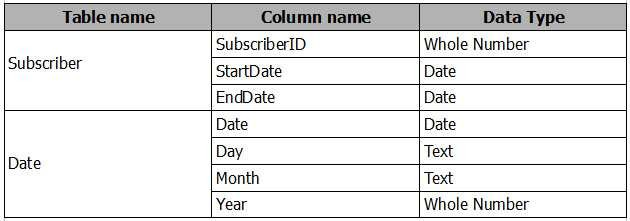 Table name Column name Data Type
Subscriber
SubscriberID Whole Number
StartDate Date
EndDate Date
Date
Date Date
Day Text
Month Text
Year Whole Number